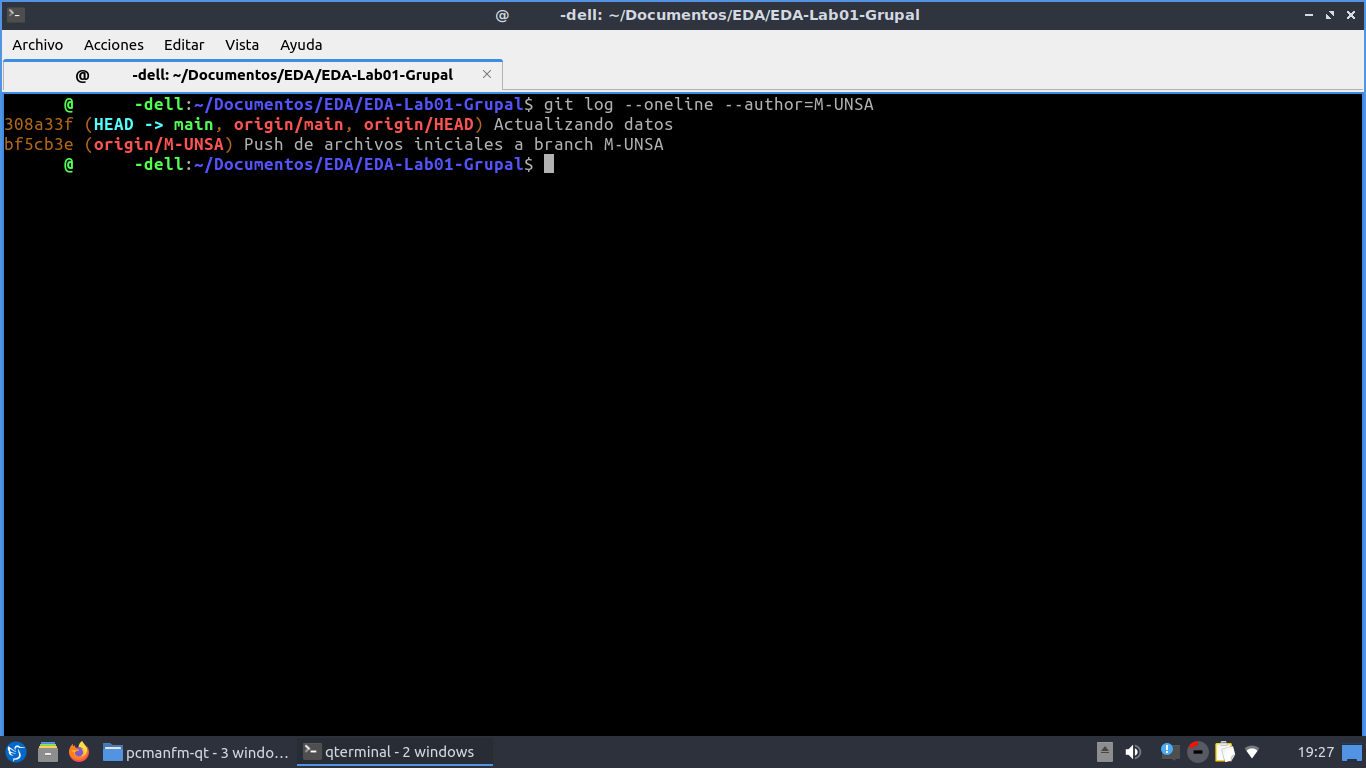 @ -dell: ~/Documentos/EDA/EDA-Lab01-Grupal
Archivo Acciones Editar Vista Ayuda
@ -dell: ~/Documentos/EDA/EDA-Lab01-Grupal
@ -dell:~/Documentos/EDA/EDA-Lab01-Grupal$ git log --oneline --author=M-UNSA
308a33f (HEAD -> main, origin/main, origin/HEAD) Actualizando datos
bf5cb3e (origin/M-UNSA) Push de archivos iniciales a branch M-UNSA
@ -dell:~/Documentos/EDA/EDA-Lab01-Grupal$
pcmanfm-qt - 3 windo... qterminal - 2 windows 19:27